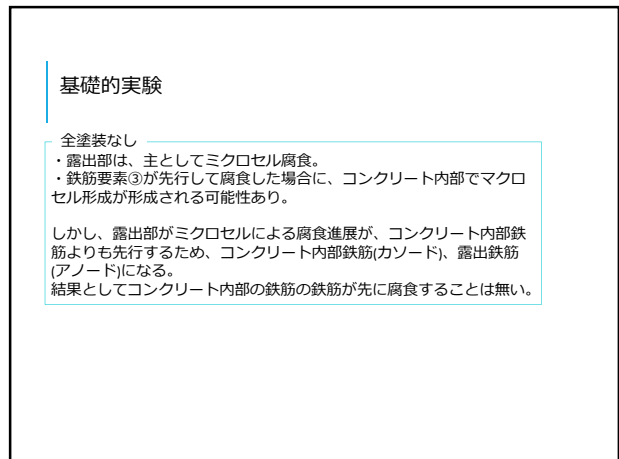 基礎的実験
全塗装なし
・露出部は、主としてミクロセル腐食。
・鉄筋要素③が先行して腐食した場合に、コンクリート内部でマクロ
セル形成が形成される可能性あり。
しかし、露出部がミクロセルによる腐食進展が、コンクリート内部鉄
筋よりも先行するため、コンクリート内部鉄筋(カソード)、露出鉄筋
(アノード)になる。
結果としてコンクリート内部の鉄筋の鉄筋が先に腐食することは無い。